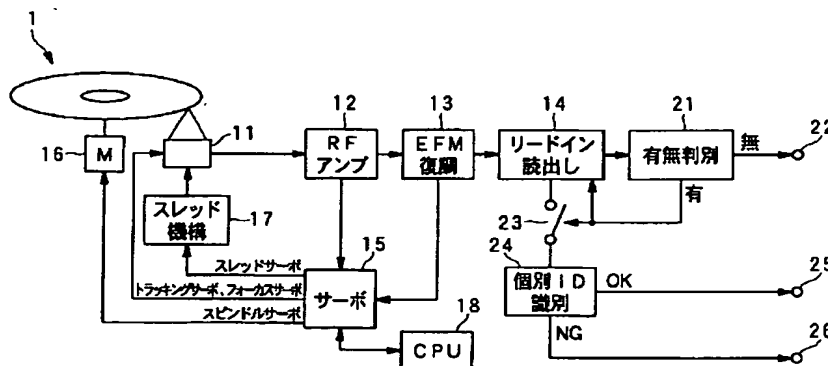 1
16
M
11
12
RF
アンプ
13
EFM
復調
14
リードイン
読出し
21
有無判別
無
22
有
23
スレッド
機構
17
24
個別ID
識別
OK
25
NG
26
スレッドサーボ
トラッキングサーボ、フォーカスサーボ
スピンドルサーボ
15
サーボ
18
CPU